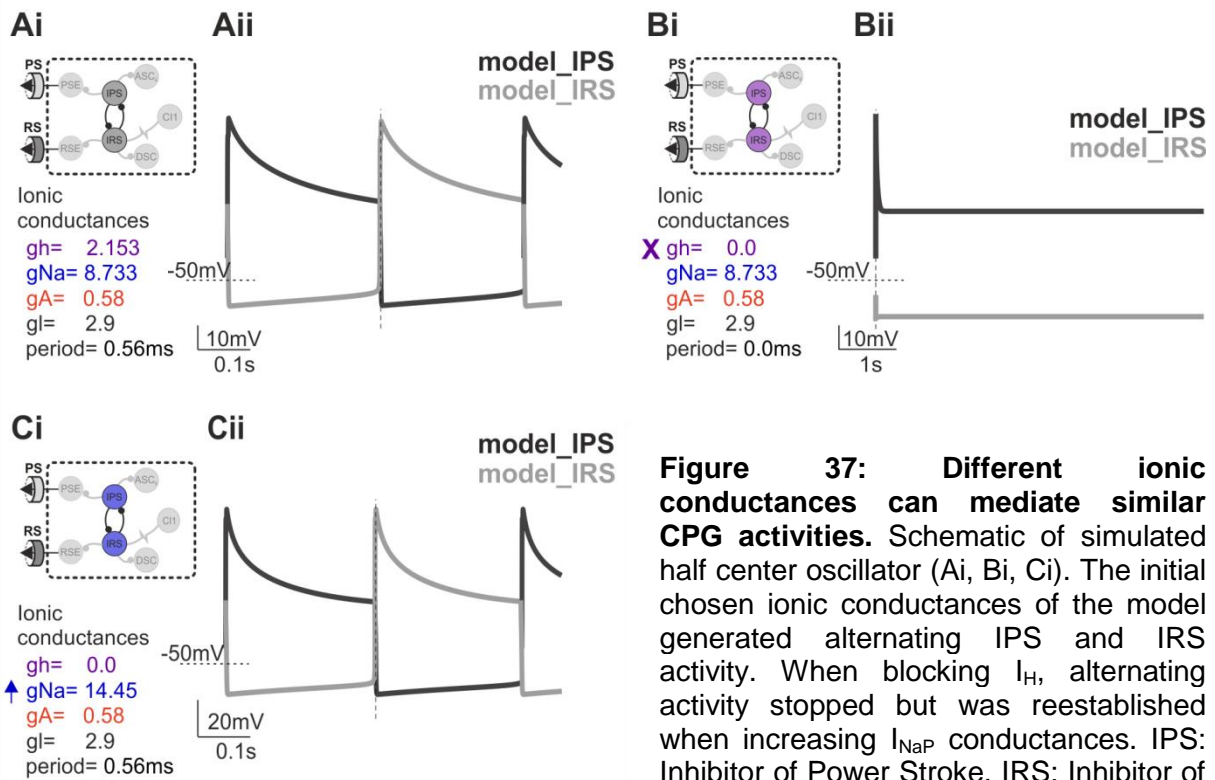 Ai
Aii
PS
PSE
IPS
ASC4
CI1
RS
RSE
IRS
DSC
Ionic
conductances
gh= 2.153
gNa= 8.733
gA= 0.58
gl= 2.9
period= 0.56ms
model_IPS
model_IRS
-50mV
10mV
0.1s
Bi
Bii
PS
PSE
IPS
ASC4
CI1
RS
RSE
IRS
DSC
Ionic
conductances
X gh= 0.0
gNa= 8.733
gA= 0.58
gl= 2.9
period= 0.0ms
model_IPS
model_IRS
-50mV
10mV
1s
Ci
Cii
PS
PSE
IPS
ASC4
CI1
RS
RSE
IRS
DSC
Ionic
conductances
gh= 0.0
gNa= 14.45
gA= 0.58
gl= 2.9
period= 0.56ms
model_IPS
model_IRS
-50mV
20mV
0.1s
Figure 37: Different ionic
conductances can mediate similar
CPG activities. Schematic of simulated
half center oscillator (Ai, Bi, Ci). The initial
chosen ionic conductances of the model
generated alternating IPS and IRS
activity. When blocking IH, alternating
activity stopped but was reestablished
when increasing INaP conductances. IPS:
Inhibitor of Power Stroke. IRS: Inhibitor of